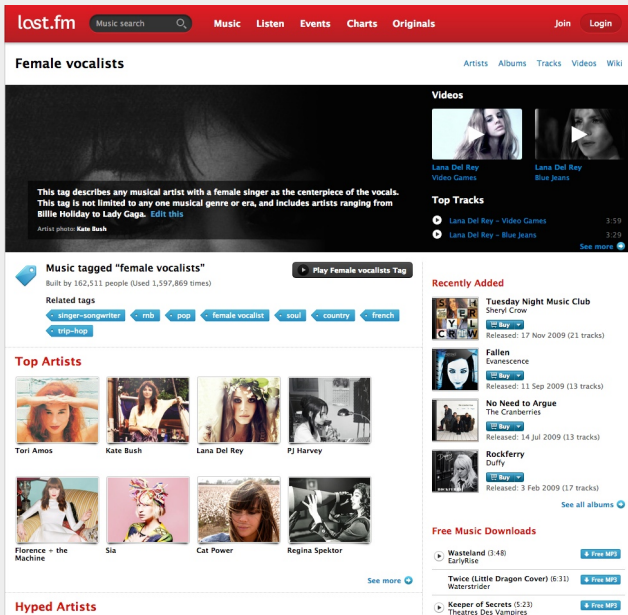 last.fm
Music search
Music Listen Events Charts Originals
Join Login
Female vocalists
Artists Albums Tracks Videos Wiki
This tag describes any musical artist with a female singer as the centerpiece of the vocals.
This tag is not limited to any one musical genre or era, and includes artists ranging from
Billie Holiday to Lady Gaga. Edit this
Artist photo: Kate Bush
Videos
Lana Del Rey
Video Games
Lana Del Rey
Blue Jeans
Top Tracks
Lana Del Rey – Video Games 3:59
Lana Del Rey – Blue Jeans 3:29
See more
Music tagged “female vocalists”
Built by 162,511 people (Used 1,597,869 times)
Play Female vocalists Tag
Related tags
singer-songwriter rnb pop female vocalist soul country french
trip-hop
Top Artists
Tori Amos
Kate Bush
Lana Del Rey
PJ Harvey
Florence + the
Machine
Sia
Cat Power
Regina Spektor
See more
Hyped Artists
Recently Added
SH
ER
YL
CR
OW
Tuesday Night Music Club
Sheryl Crow
Buy
Released: 17 Nov 2009 (21 tracks)
Fallen
Evanescence
Buy
Released: 11 Sep 2009 (13 tracks)
No Need to Argue
The Cranberries
Buy
Released: 14 Jul 2009 (13 tracks)
Rockferry
Duffy
Buy
Released: 3 Feb 2009 (17 tracks)
See all albums
Free Music Downloads
Wasteland (3:48)
EarlyRise
Free MP3
Twice (Little Dragon Cover) (6:31)
Waterstrider
Free MP3
Keeper of Secrets (5:23)
Theatres Des Vampires
Free MP3